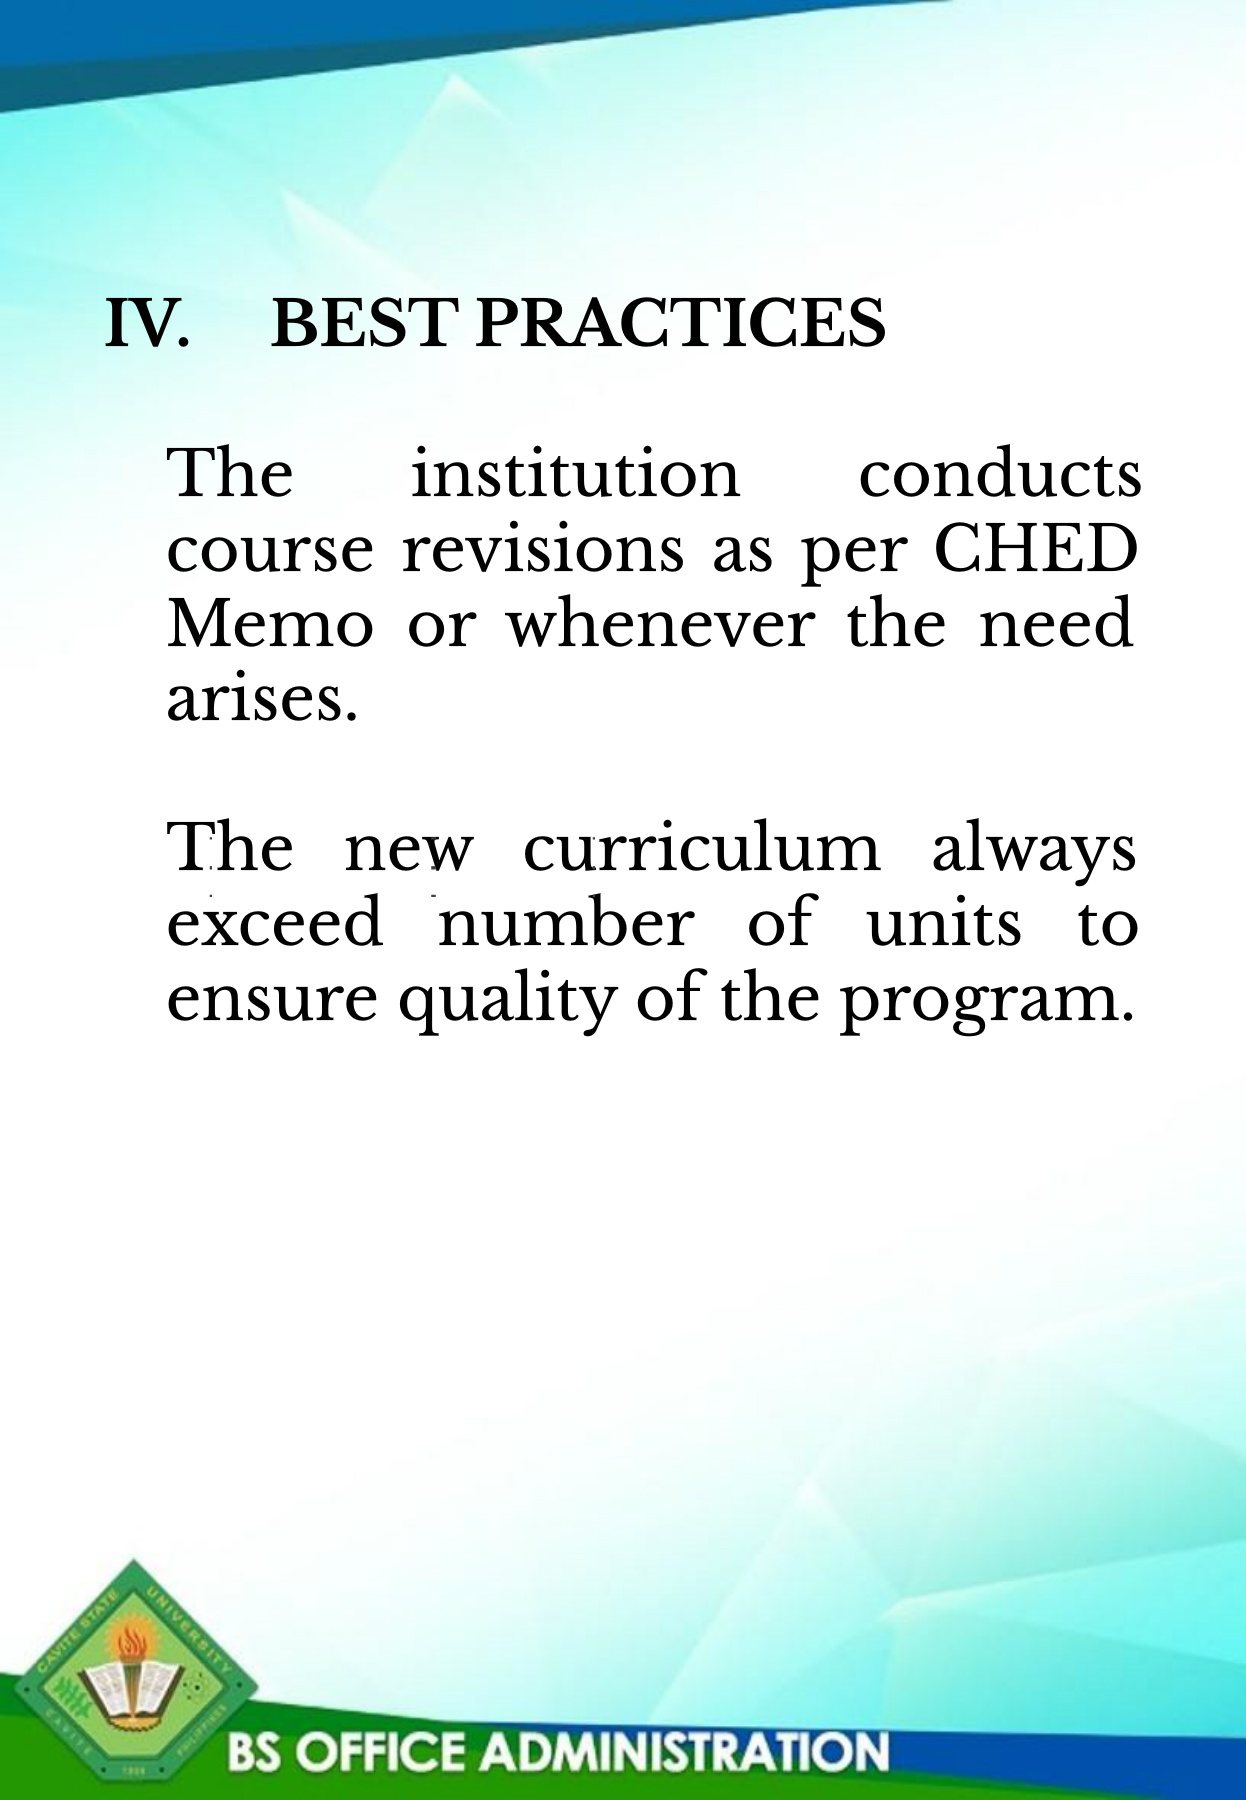 IV. BEST PRACTICES
The institution conducts
course revisions as per CHED
Memo or whenever the need
arises.
The new curriculum always
exceed number of units to
ensure quality of the program.
CAVITE STATE UNIVERSITY
CAVITE PHILIPPINES
1906
BS OFFICE ADMINISTRATION